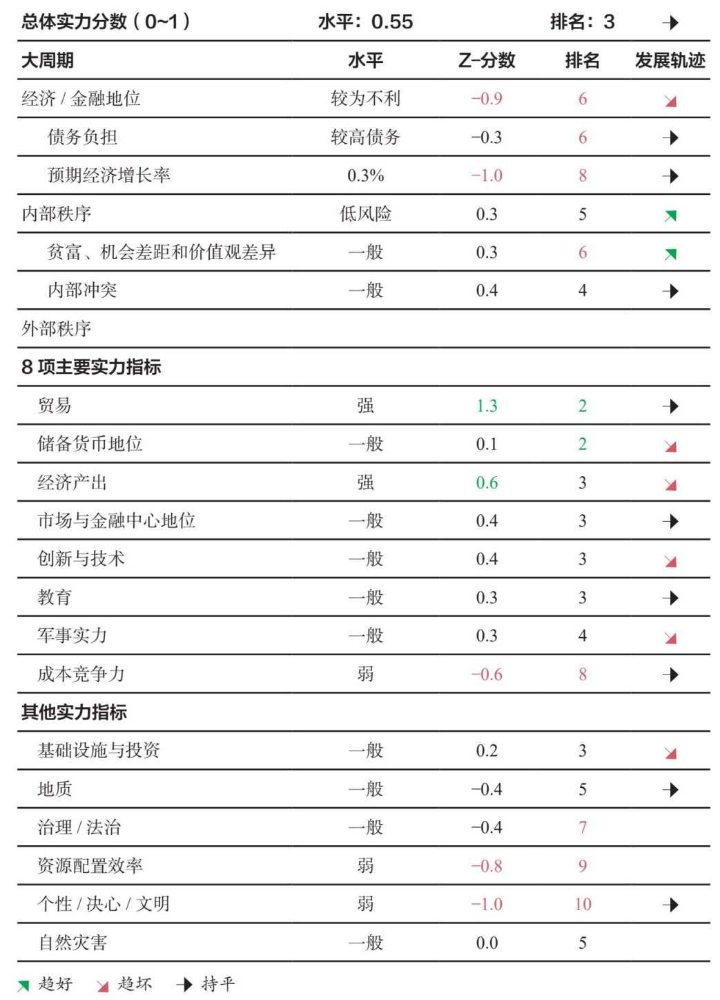 总体实力分数（0~1） 水平：0.55 排名：3 →
大周期 水平 Z–分数 排名 发展轨迹
经济 / 金融地位 较为不利 −0.9 6 ↘
债务负担 较高债务 −0.3 6 →
预期经济增长率 0.3% −1.0 8 →
内部秩序 低风险 0.3 5 ↗
贫富、机会差距和价值观差异 一般 0.3 6 ↗
内部冲突 一般 0.4 4 →
外部秩序
8 项主要实力指标
贸易 强 1.3 2 →
储备货币地位 一般 0.1 2 ↘
经济产出 强 0.6 3 ↘
市场与金融中心地位 一般 0.4 3 →
创新与技术 一般 0.4 3 ↘
教育 一般 0.3 3 →
军事实力 一般 0.3 4 ↘
成本竞争力 弱 −0.6 8 →
其他实力指标
基础设施与投资 一般 0.2 3 ↘
地质 一般 −0.4 5 →
治理 / 法治 一般 −0.4 7
资源配置效率 弱 −0.8 9
个性 / 决心 / 文明 弱 −1.0 10 →
自然灾害 一般 0.0 5
↗ 趋好 ↘ 趋坏 → 持平